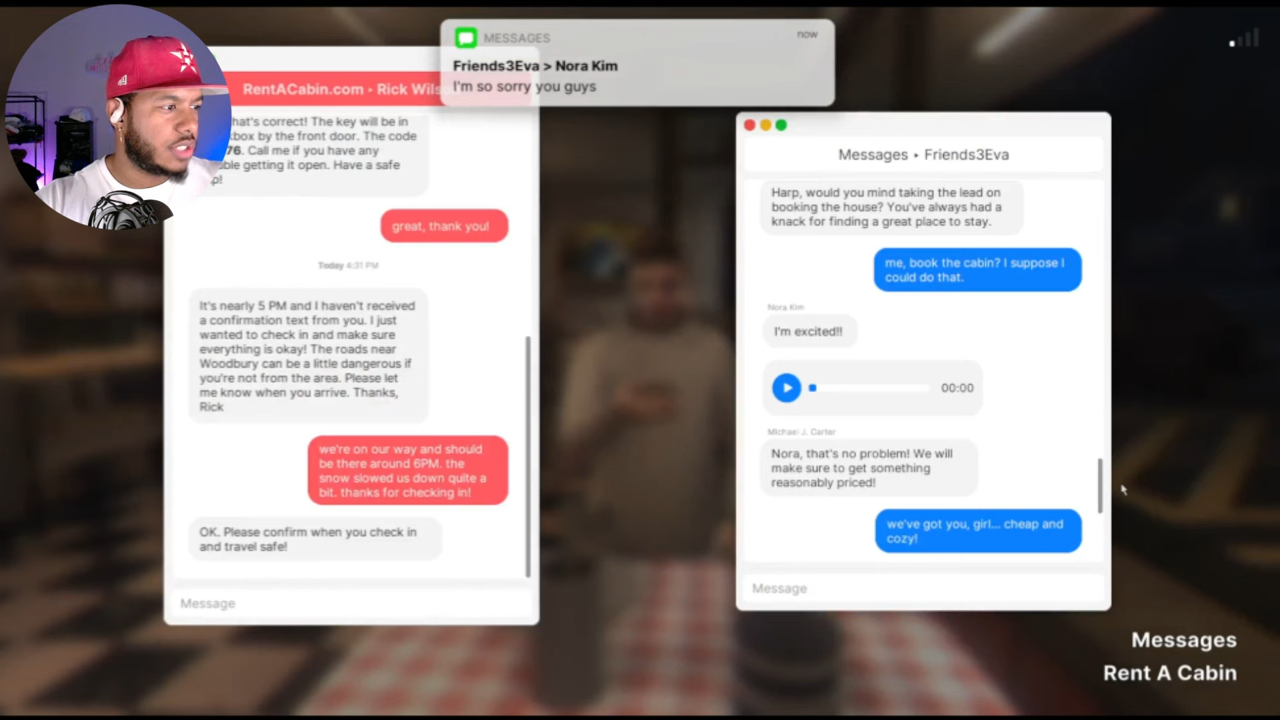 MESSAGES
now
Friends3Eva > Nora Kim
I'm so sorry you guys
RentACabin.com • Rick Wils
hat's correct! The key will be in
kbox by the front door. The code
76. Call me if you have any
ble getting it open. Have a safe
p!
great, thank you!
Today 4:31 PM
It's nearly 5 PM and I haven't received
a confirmation text from you. I just
wanted to check in and make sure
everything is okay! The roads near
Woodbury can be a little dangerous if
you're not from the area. Please let
me know when you arrive. Thanks,
Rick
we're on our way and should
be there around 6PM. the
snow slowed us down quite a
bit. thanks for checking in!
OK. Please confirm when you check in
and travel safe!
Message
Messages ‣ Friends3Eva
Harp, would you mind taking the lead on
booking the house? You've always had a
knack for finding a great place to stay.
me, book the cabin? I suppose I
could do that.
Nora Kim
I'm excited!!
00:00
Michael J. Carter
Nora, that's no problem! We will
make sure to get something
reasonably priced!
we've got you, girl... cheap and
cozy!
Message
Messages
Rent A Cabin